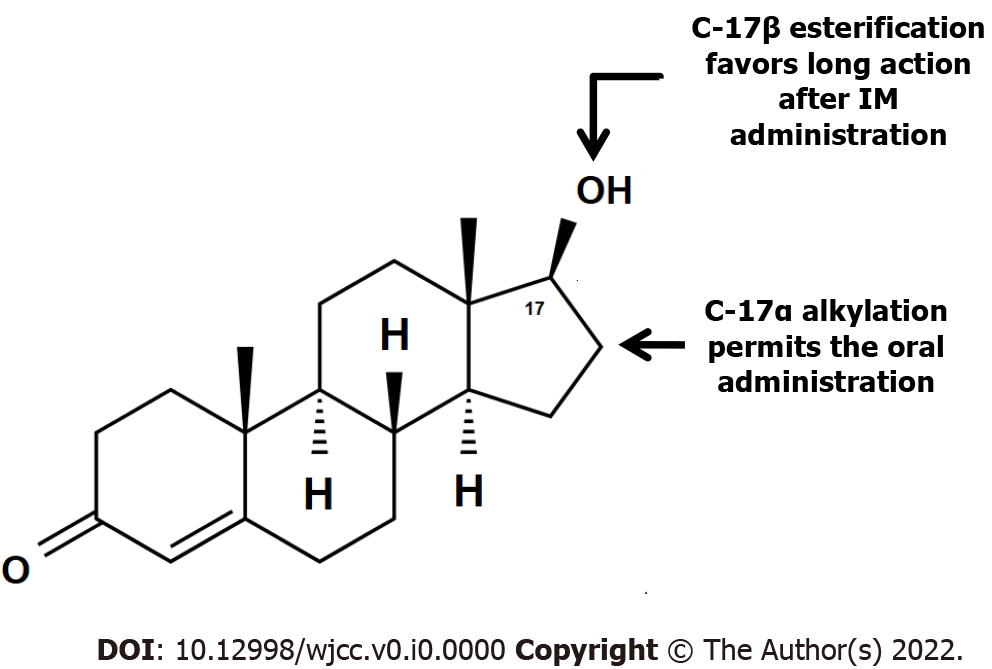 C-17β esterification
favors long action
after IM
administration
OH
17
H
C-17α alkylation
permits the oral
administration
H
H
O
DOI: 10.12998/wjcc.v0.i0.0000 Copyright © The Author(s) 2022.